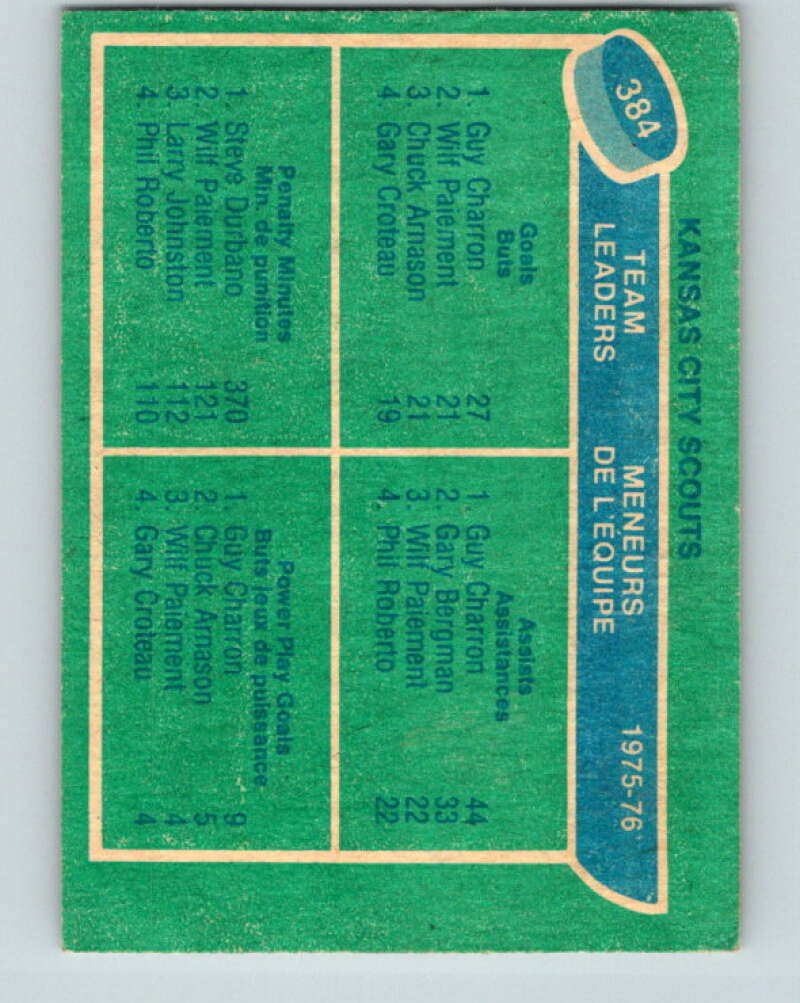 KANSAS CITY SCOUTS
384
TEAM LEADERS
MENEURS DE L'ÉQUIPE
1975-76
Goals
Buts
1. Guy Charron 27
2. Wilf Paiement 21
3. Chuck Arnason 21
4. Gary Croteau 19
Assists
Assistances
1. Guy Charron 44
2. Gary Bergman 33
3. Wilf Paiement 22
4. Phil Roberto 22
Penalty Minutes
Min. de punition
1. Steve Durbano 370
2. Wilf Paiement 121
3. Larry Johnston 112
4. Phil Roberto 110
Power Play Goals
Buts jeux de puissance
1. Guy Charron 9
2. Chuck Arnason 5
3. Wilf Paiement 4
4. Gary Croteau 4